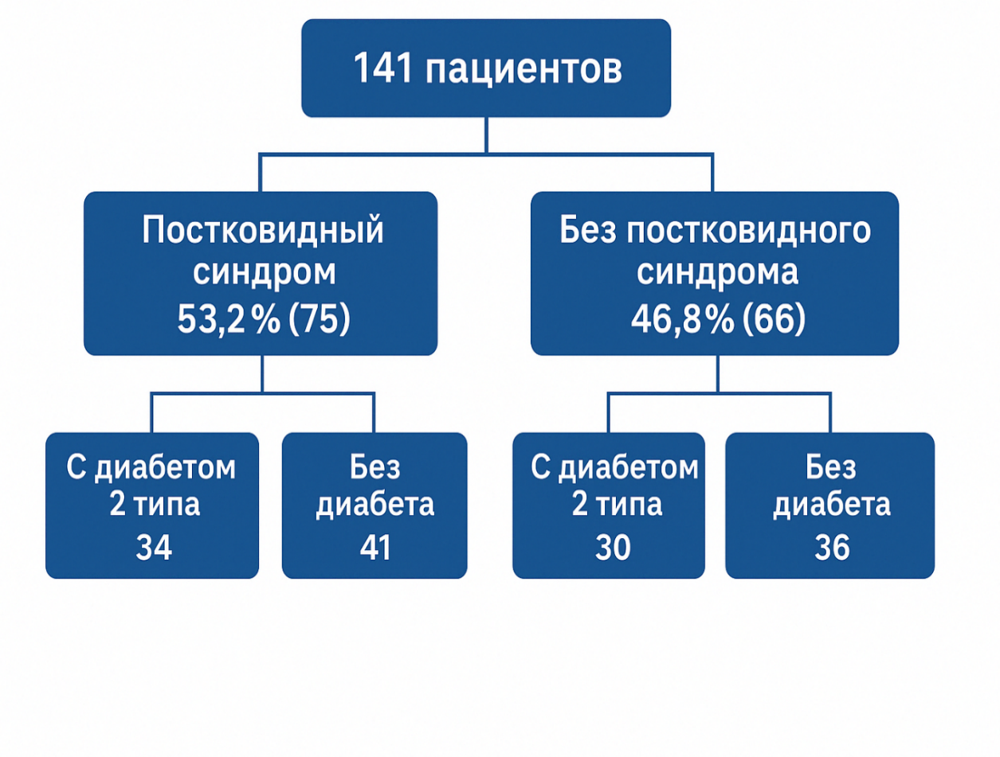 141 пациентов
Постковидный
синдром
53,2% (75)
Без постковидного
синдрома
46,8% (66)
С диабетом
2 типа
34
Без
диабета
41
С диабетом
2 типа
30
Без
диабета
36